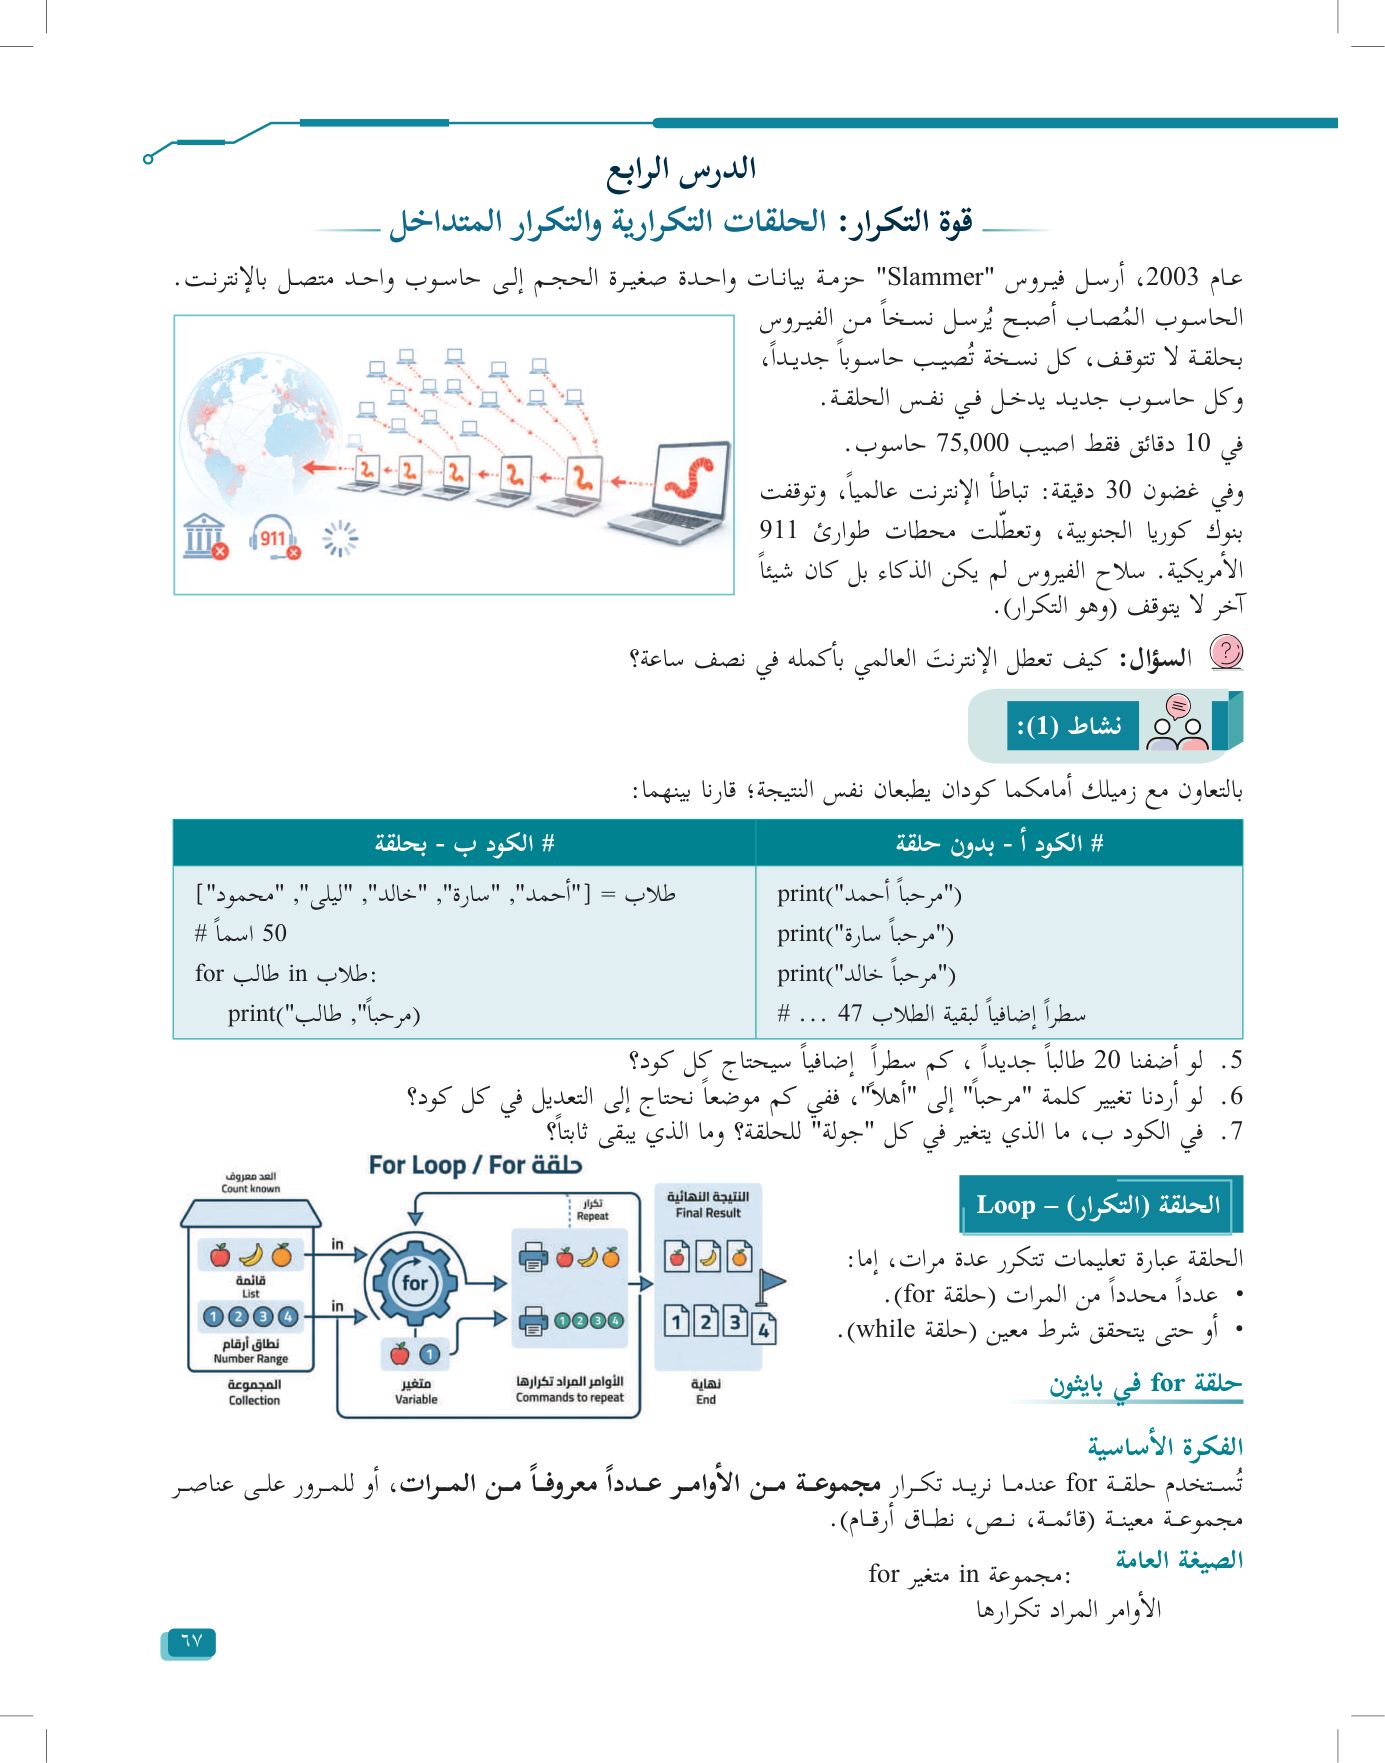 الدرس الرابع
قوة التكرار: الحلقات التكرارية والتكرار المتداخل
عام 2003، أرسل فيروس "Slammer" حزمة بيانات واحدة صغيرة الحجم إلى حاسوب واحد متصل بالإنترنت.
الحاسوب المُصاب أصبح يُرسل نسخاً من الفيروس
بحلقة لا تتوقف، كل نسخة تُصيب حاسوباً جديداً،
وكل حاسوب جديد يدخل في نفس الحلقة.
في 10 دقائق فقط اصيب 75,000 حاسوب.
وفي غضون 30 دقيقة: تباطأ الإنترنت عالمياً، وتوقفت
بنوك كوريا الجنوبية، وتعطّلت محطات طوارئ 911
الأمريكية. سلاح الفيروس لم يكن الذكاء بل كان شيئاً
آخر لا يتوقف (وهو التكرار).
911
السؤال: كيف تعطل الإنترنتَ العالمي بأكمله في نصف ساعة؟
نشاط (1):
بالتعاون مع زميلك أمامكما كودان يطبعان نفس النتيجة؛ قارنا بينهما:
# الكود أ - بدون حلقة
print("مرحباً أحمد")
print("مرحباً سارة")
print("مرحباً خالد")
# ... 47 سطراً إضافياً لبقية الطلاب
# الكود ب - بحلقة
طلاب = ["أحمد", "سارة", "خالد", "ليلى", "محمود"]
# 50 اسماً
for طالب in طلاب:
print("مرحباً", طالب)
5. لو أضفنا 20 طالباً جديداً ، كم سطراً إضافياً سيحتاج كل كود؟
6. لو أردنا تغيير كلمة "مرحباً" إلى "أهلاً"، ففي كم موضعاً نحتاج إلى التعديل في كل كود؟
7. في الكود ب، ما الذي يتغير في كل "جولة" للحلقة؟ وما الذي يبقى ثابتاً؟
الحلقة (التكرار) – Loop
الحلقة عبارة تعليمات تتكرر عدة مرات، إما:
• عدداً محدداً من المرات (حلقة for).
• أو حتى يتحقق شرط معين (حلقة while).
حلقة For Loop / For
العد معروف
Count known
قائمة
List
1 2 3 4
نطاق أرقام
Number Range
المجموعة
Collection
in
in
for
1
متغير
Variable
تكرار
Repeat
1 2 3 4
الأوامر المراد تكرارها
Commands to repeat
النتيجة النهائية
Final Result
1 2 3 4
نهاية
End
حلقة for في بايثون
الفكرة الأساسية
تُستخدم حلقة for عندما نريد تكرار مجموعة من الأوامر عدداً معروفاً من المرات، أو للمرور على عناصر
مجموعة معينة (قائمة، نص، نطاق أرقام).
الصيغة العامة
for متغير in مجموعة:
الأوامر المراد تكرارها
٦٧